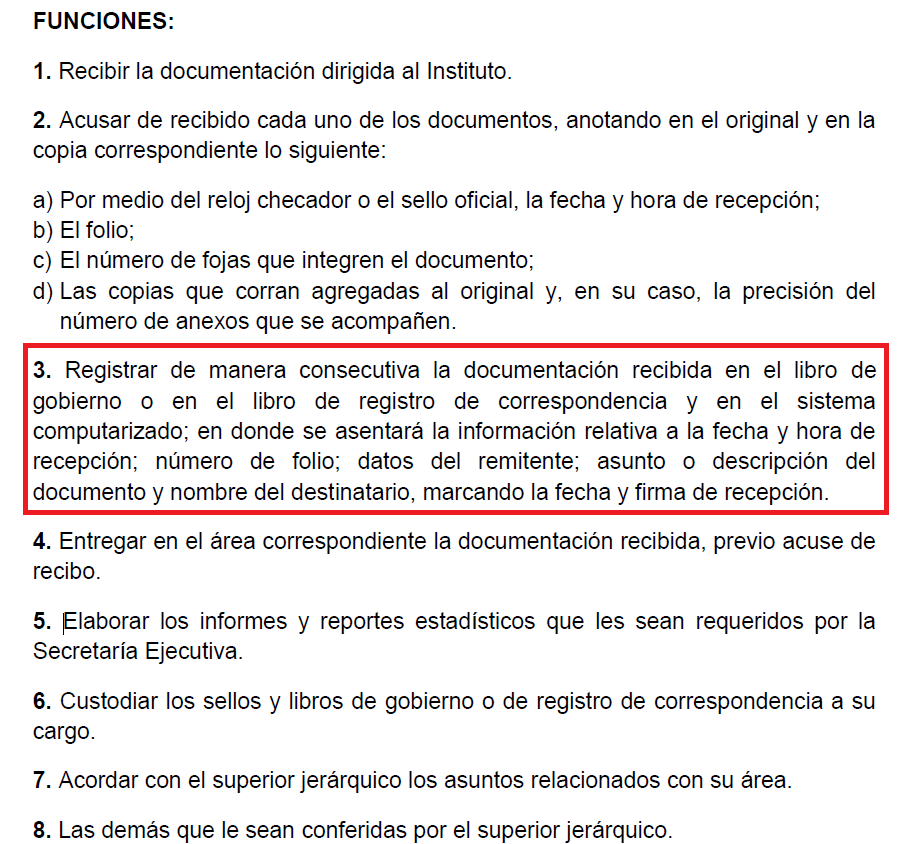 FUNCIONES:
1. Recibir la documentación dirigida al Instituto.
2. Acusar de recibido cada uno de los documentos, anotando en el original y en la
copia correspondiente lo siguiente:
a) Por medio del reloj checador o el sello oficial, la fecha y hora de recepción;
b) El folio;
c) El número de fojas que integren el documento;
d) Las copias que corran agregadas al original y, en su caso, la precisión del
número de anexos que se acompañen.
3. Registrar de manera consecutiva la documentación recibida en el libro de
gobierno o en el libro de registro de correspondencia y en el sistema
computarizado; en donde se asentará la información relativa a la fecha y hora de
recepción; número de folio; datos del remitente; asunto o descripción del
documento y nombre del destinatario, marcando la fecha y firma de recepción.
4. Entregar en el área correspondiente la documentación recibida, previo acuse de
recibo.
5. Elaborar los informes y reportes estadísticos que les sean requeridos por la
Secretaría Ejecutiva.
6. Custodiar los sellos y libros de gobierno o de registro de correspondencia a su
cargo.
7. Acordar con el superior jerárquico los asuntos relacionados con su área.
8. Las demás que le sean conferidas por el superior jerárquico.